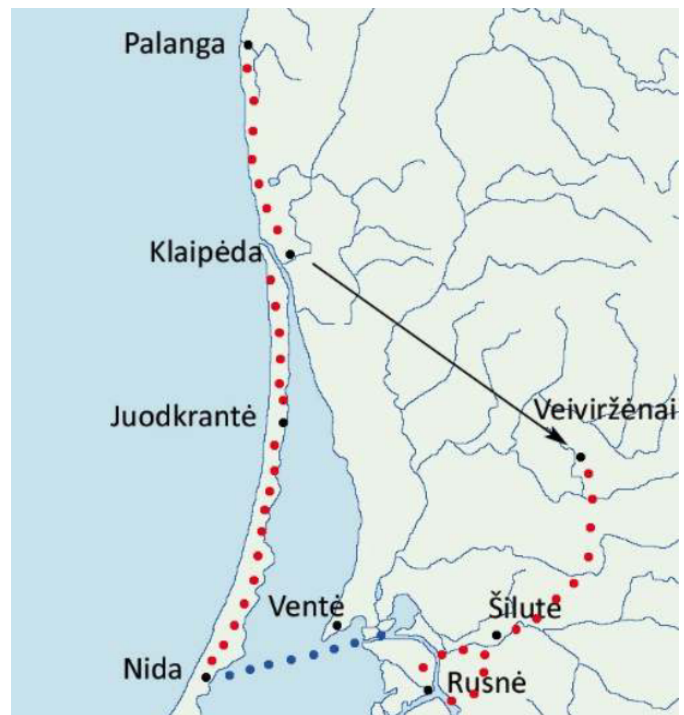 Palanga
Klaipėda
Juodkrantė
Veiviržėnai
Ventė
Šilutė
Nida
Rusnė